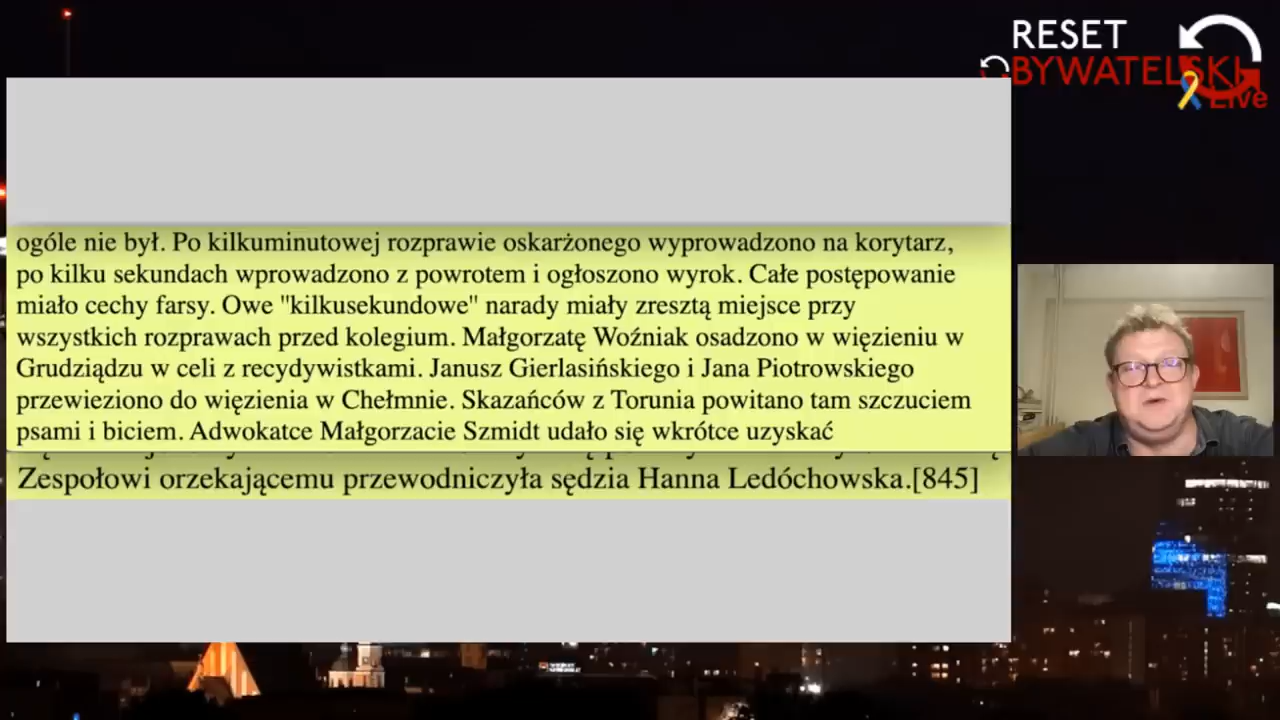 RESET
OBYWATELSKI
Live
ogóle nie był. Po kilkuminutowej rozprawie oskarżonego wyprowadzono na korytarz,
po kilku sekundach wprowadzono z powrotem i ogłoszono wyrok. Całe postępowanie
miało cechy farsy. Owe "kilkusekundowe" narady miały zresztą miejsce przy
wszystkich rozprawach przed kolegium. Małgorzatę Woźniak osadzono w więzieniu w
Grudziądzu w celi z recydywistkami. Janusz Gierlasińskiego i Jana Piotrowskiego
przewieziono do więzienia w Chełmnie. Skazańców z Torunia powitano tam szczuciem
psami i biciem. Adwokatce Małgorzacie Szmidt udało się wkrótce uzyskać
Zespołowi orzekającemu przewodniczyła sędzia Hanna Ledóchowska.[845]